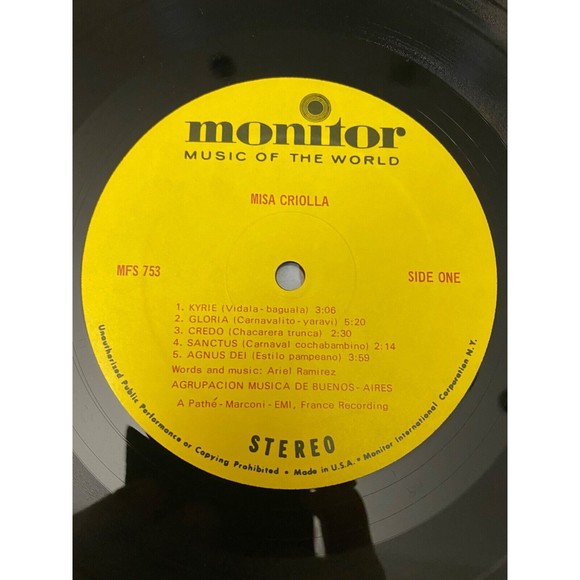 monitor
MUSIC OF THE WORLD
MISA CRIOLLA
MFS 753
SIDE ONE
1. KYRIE (Vidala-baguala) 3:06
2. GLORIA (Carnavalito-yaravi) 5:20
3. CREDO (Chacarera trunca) 2:30
4. SANCTUS (Carnaval cochabambino) 2:14
5. AGNUS DEI (Estilo pampeano) 3:59
Words and music: Ariel Ramirez
AGRUPACION MUSICA DE BUENOS-AIRES
A Pathé-Marconi-EMI, France Recording
STEREO
Unauthorized Public Performance or Copying Prohibited • Made in U.S.A. • Monitor International Corporation N.Y.